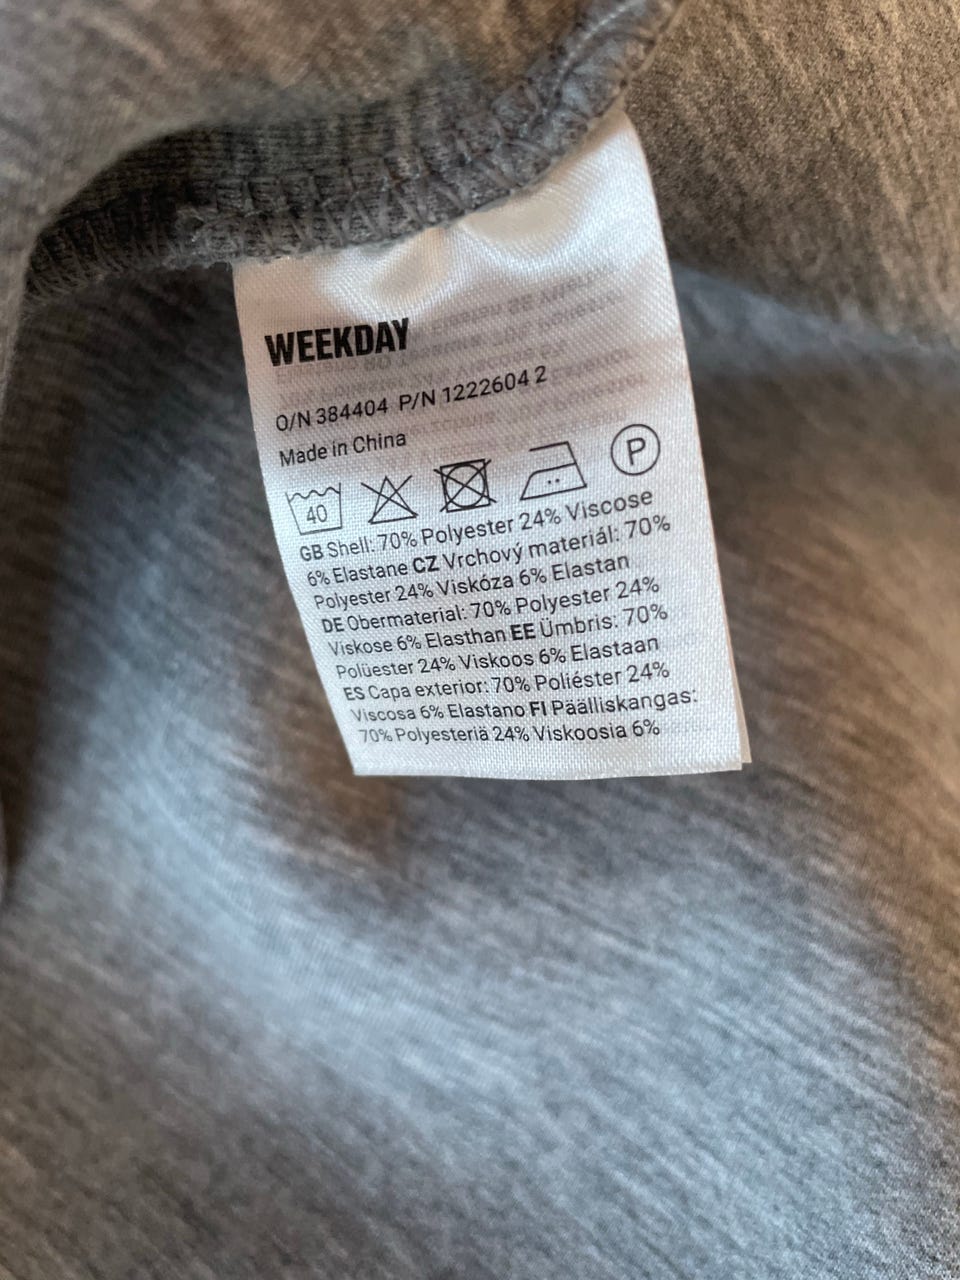 WEEKDAY
O/N 384404 P/N 1222604 2
Made in China
40 P
GB Shell: 70% Polyester 24% Viscose
6% Elastane CZ Vrchový materiál: 70%
Polyester 24% Viskóza 6% Elastan
DE Obermaterial: 70% Polyester 24%
Viskose 6% Elasthan EE Ümbris: 70%
Polüester 24% Viskoos 6% Elastaan
ES Capa exterior: 70% Poliéster 24%
Viscosa 6% Elastano FI Päälliskangas:
70% Polyesteriä 24% Viskoosia 6%